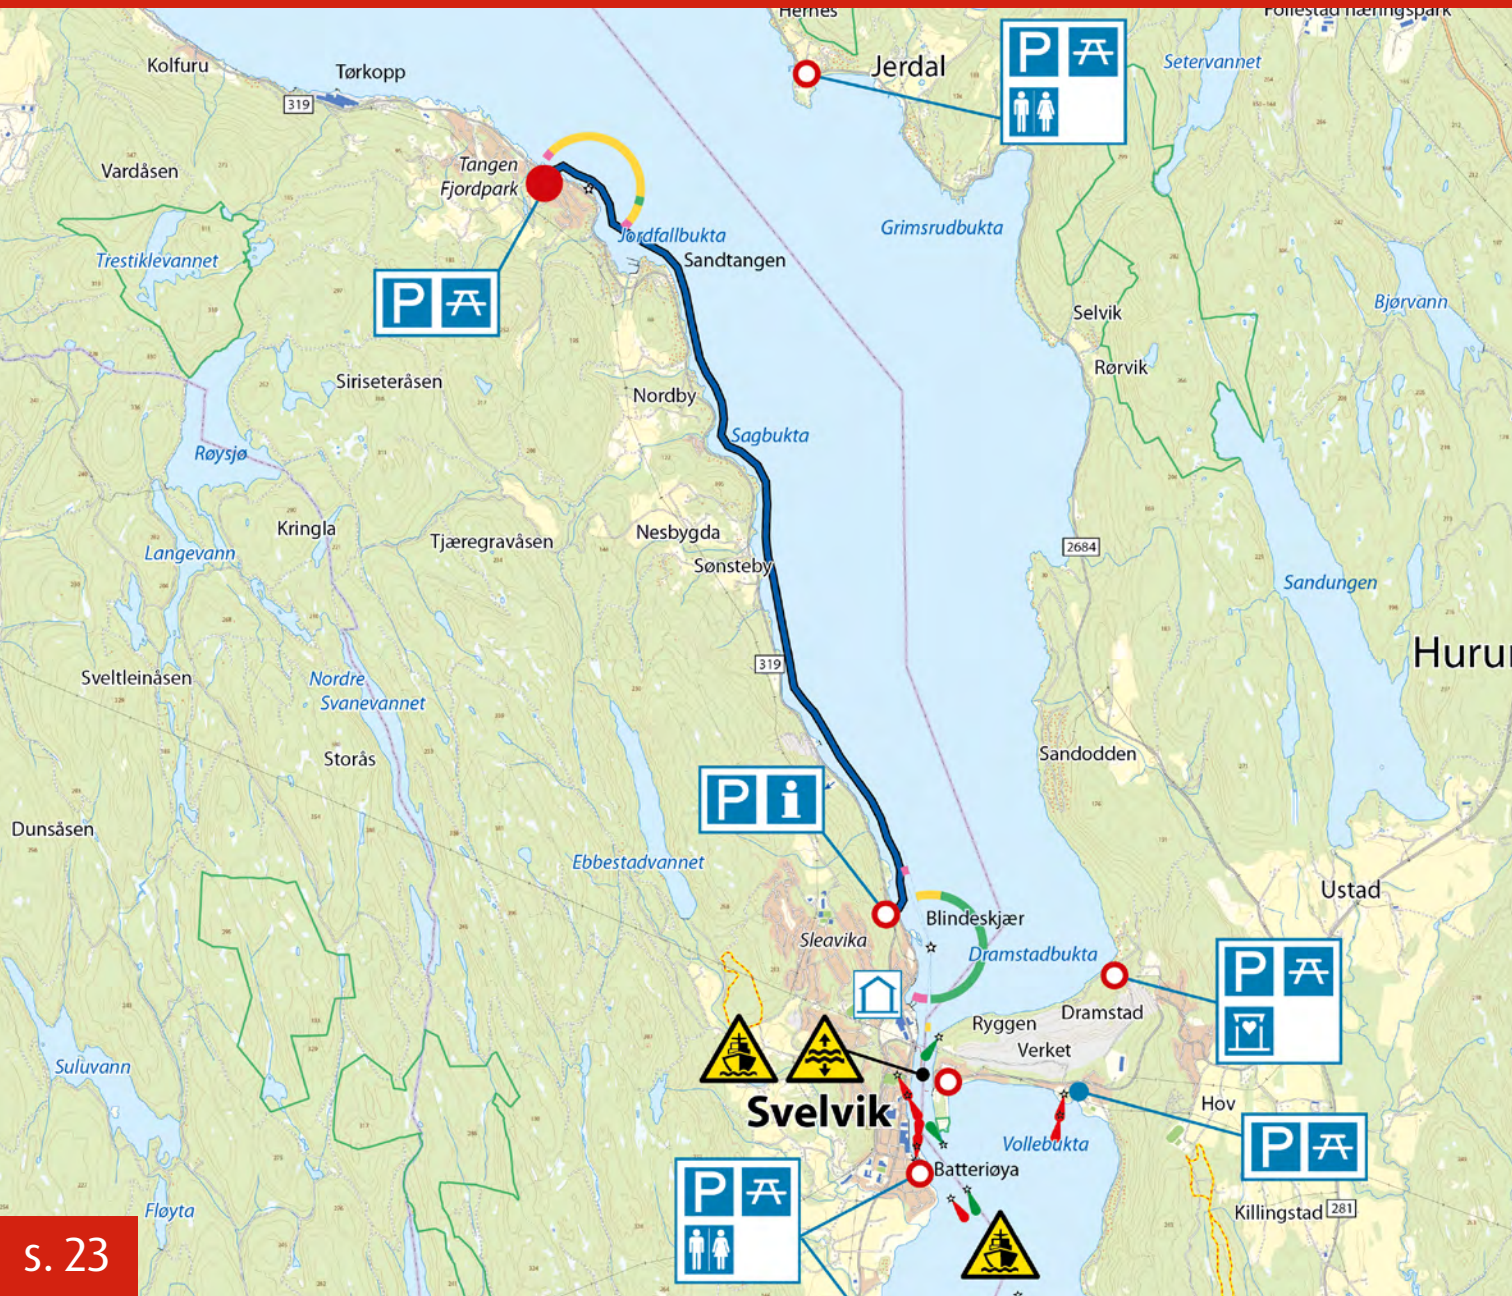 Hernes
Follestad næringspark
Jerdal
P
Setervannet
Kolfuru
Tørkopp
319
Tangen
Fjordpark
Vardåsen
Jordfallbukta
Grimsrudbukta
Sandtangen
Trestiklevannet
P
Selvik
Bjørvann
Siriseteråsen
Rørvik
Nordby
Sagbukta
Røysjø
Kringla
Tjæregravåsen
Nesbygda
Langevann
2684
Sønsteby
Sandungen
Sveltleinåsen
Nordre
Svanevannet
319
Hurum
Storås
Sandodden
P i
Dunsåsen
Ebbestadvannet
Ustad
Blindeskjær
Sleavika
Dramstadbukta
P
Ryggen
Dramstad
Verket
Suluvann
Svelvik
Hov
Vollebukta
P
Batteriøya
P
Fløyta
Killingstad
281
s. 23